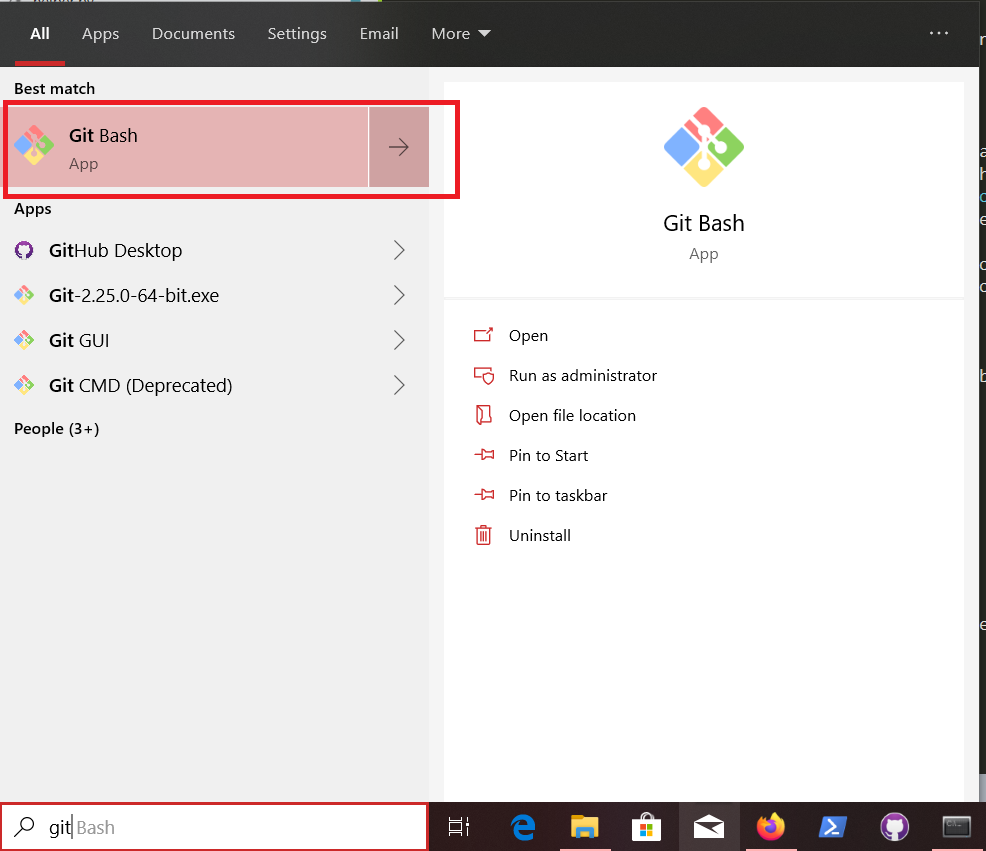 All Apps Documents Settings Email More
Best match
Git Bash
App
Apps
GitHub Desktop
Git-2.25.0-64-bit.exe
Git GUI
Git CMD (Deprecated)
People (3+)
Git Bash
App
Open
Run as administrator
Open file location
Pin to Start
Pin to taskbar
Uninstall
git Bash